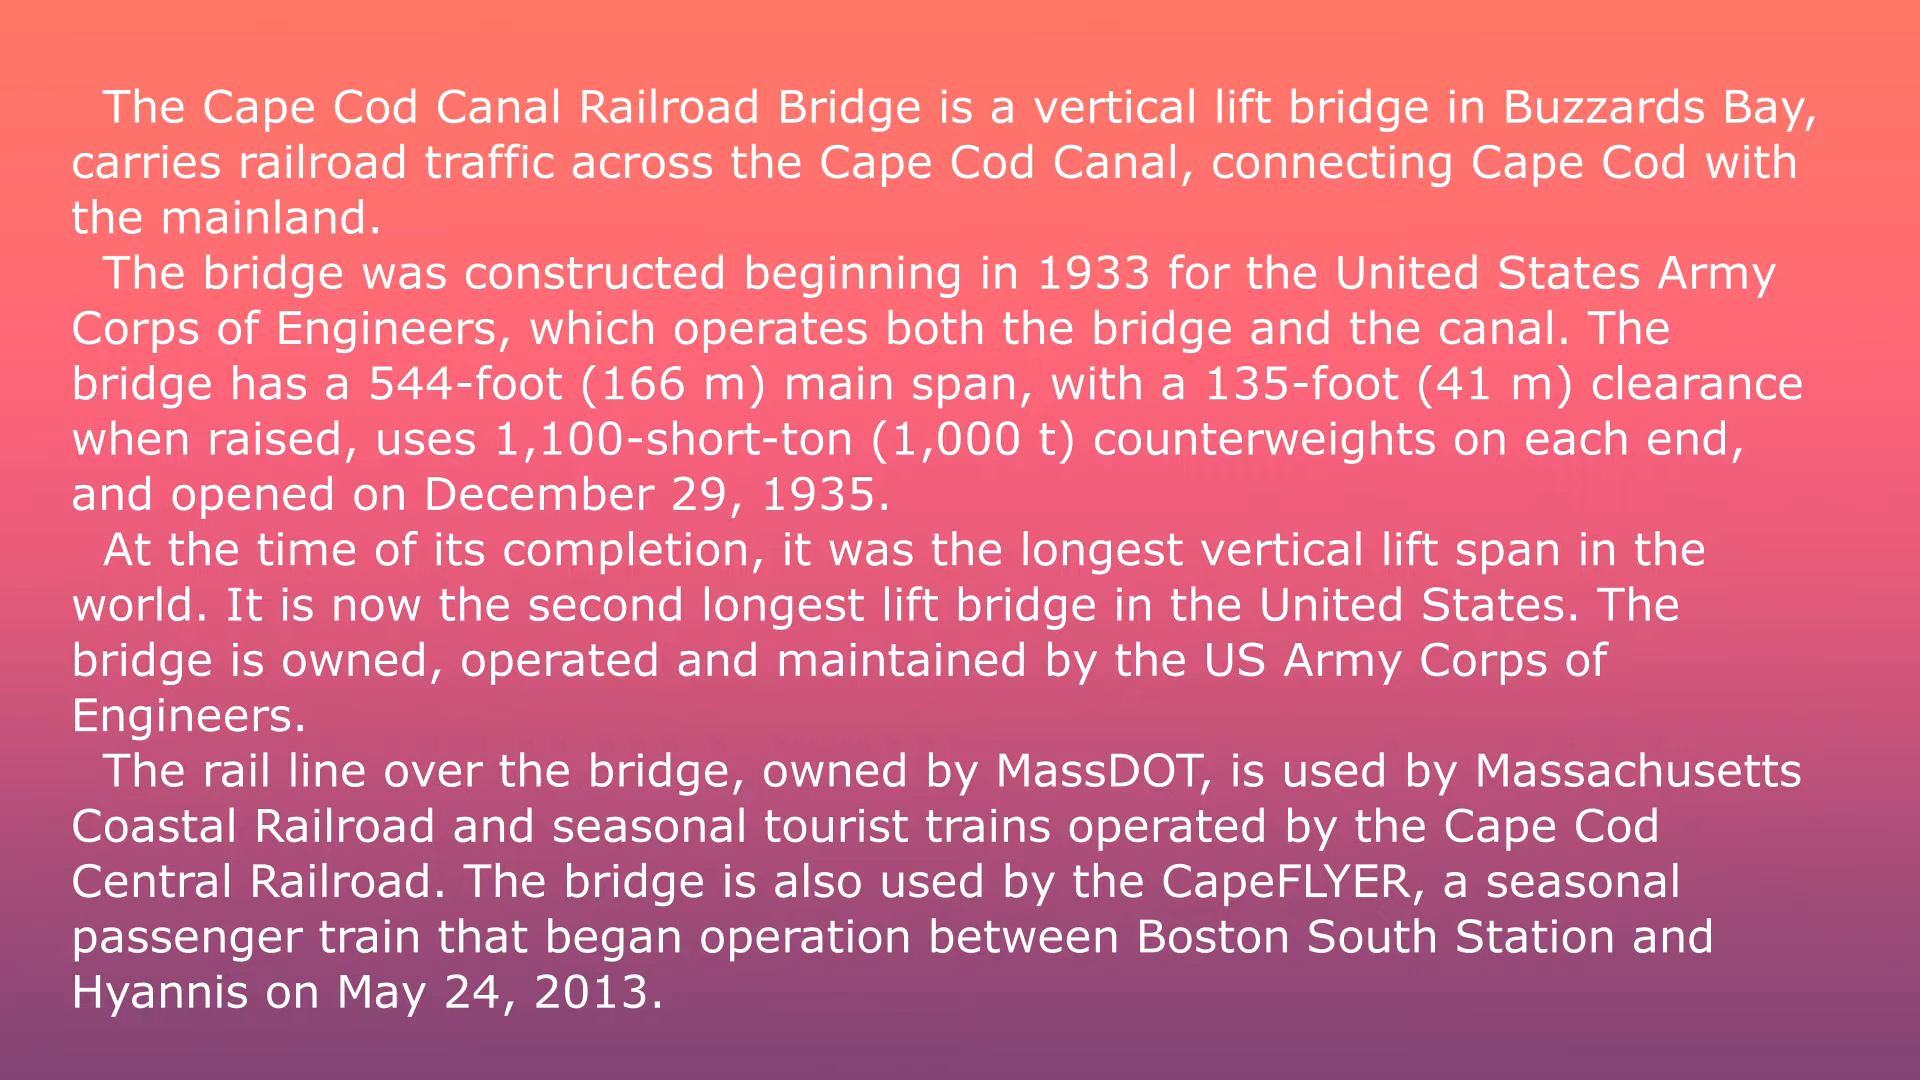 The Cape Cod Canal Railroad Bridge is a vertical lift bridge in Buzzards Bay,
carries railroad traffic across the Cape Cod Canal, connecting Cape Cod with
the mainland.
The bridge was constructed beginning in 1933 for the United States Army
Corps of Engineers, which operates both the bridge and the canal. The
bridge has a 544-foot (166 m) main span, with a 135-foot (41 m) clearance
when raised, uses 1,100-short-ton (1,000 t) counterweights on each end,
and opened on December 29, 1935.
At the time of its completion, it was the longest vertical lift span in the
world. It is now the second longest lift bridge in the United States. The
bridge is owned, operated and maintained by the US Army Corps of
Engineers.
The rail line over the bridge, owned by MassDOT, is used by Massachusetts
Coastal Railroad and seasonal tourist trains operated by the Cape Cod
Central Railroad. The bridge is also used by the CapeFLYER, a seasonal
passenger train that began operation between Boston South Station and
Hyannis on May 24, 2013.